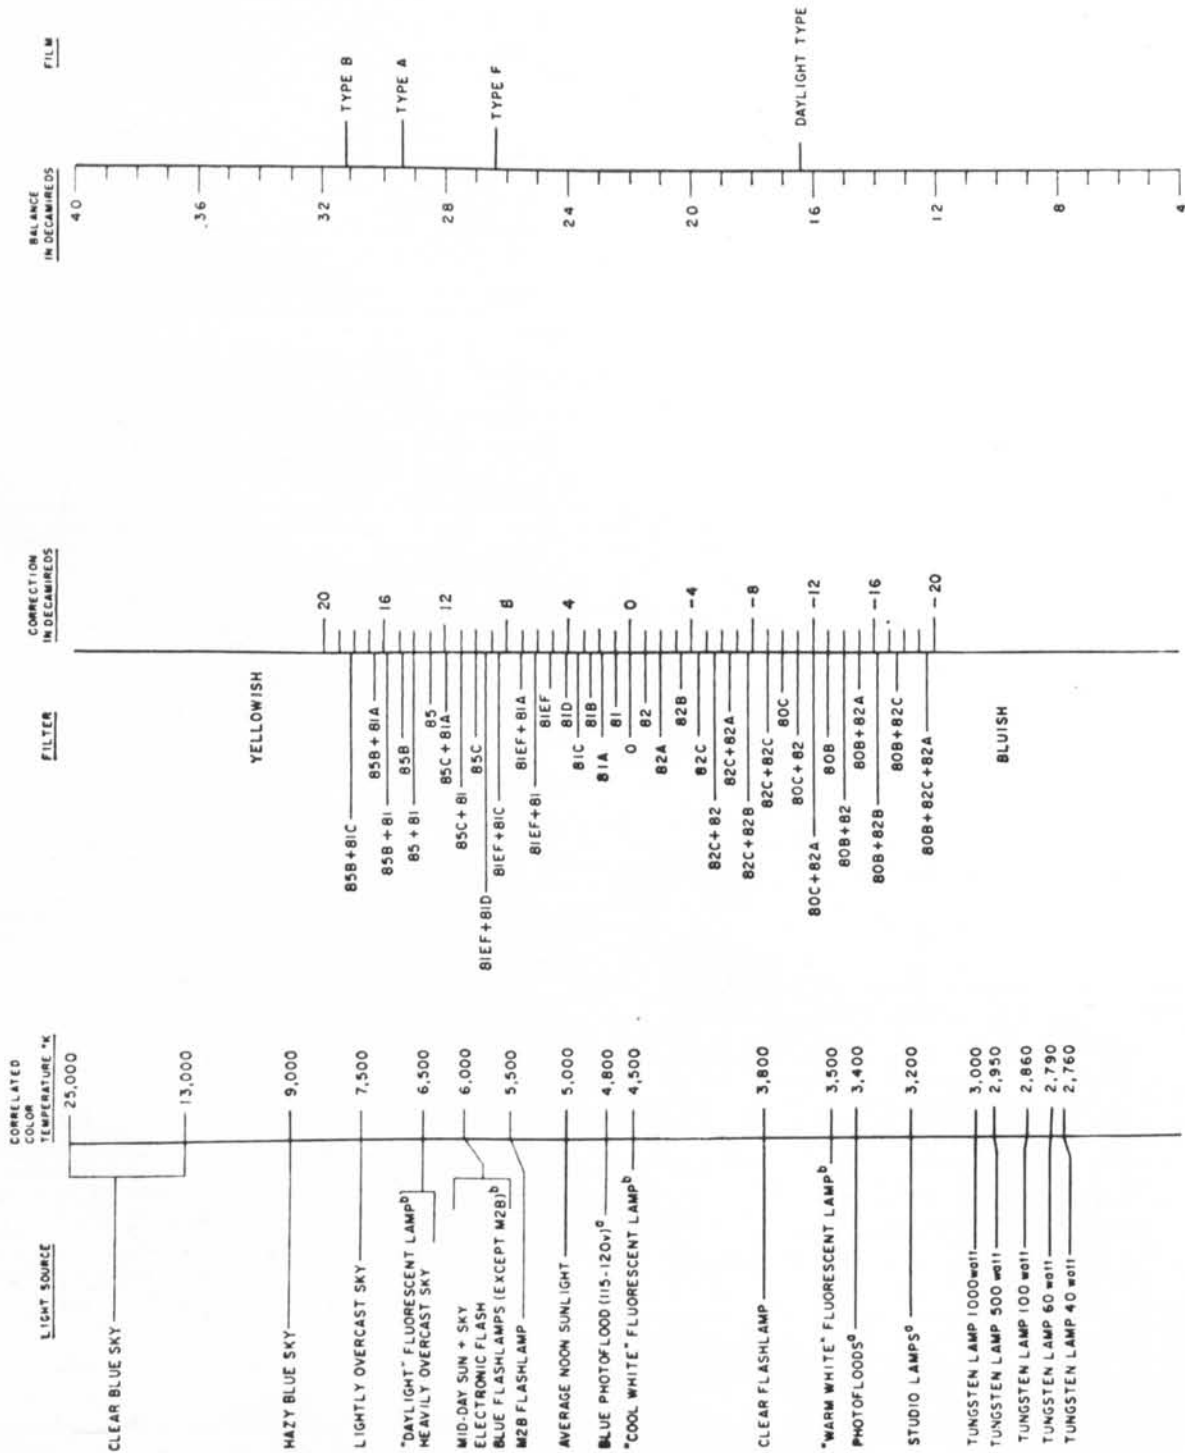 LIGHT SOURCE
CLEAR BLUE SKY
HAZY BLUE SKY
LIGHTLY OVERCAST SKY
"DAYLIGHT" FLUORESCENT LAMPb
HEAVILY OVERCAST SKY
MID-DAY SUN + SKY
ELECTRONIC FLASH
BLUE FLASHLAMPS (EXCEPT M2B)b
M2B FLASHLAMP
AVERAGE NOON SUNLIGHT
BLUE PHOTOFLOOD (115-120v)a
"COOL WHITE" FLUORESCENT LAMPb
CLEAR FLASHLAMP
"WARM WHITE" FLUORESCENT LAMPb
PHOTOFLOODSa
STUDIO LAMPSa
TUNGSTEN LAMP 1000 watt
TUNGSTEN LAMP 500 watt
TUNGSTEN LAMP 100 watt
TUNGSTEN LAMP 60 watt
TUNGSTEN LAMP 40 watt
CORRELATED
COLOR
TEMPERATURE °K
25,000
13,000
9,000
7,500
6,500
6,000
5,500
5,000
4,800
4,500
3,800
3,500
3,400
3,200
3,000
2,950
2,860
2,790
2,760
FILTER
YELLOWISH
85B+81C
85B+81A
85B+81
85B
85+81
85
85C+81A
85C+81
85C
81EF+81D
81EF+81C
81EF+81A
81EF+81
81EF
81D
81C
81B
81A
81
0
82
82A
82B
82C
82C+82
82C+82A
82C+82B
82C+82C
80C
80C+82
80C+82A
80B
80B+82
80B+82A
80B+82B
80B+82C
80B+82C+82A
BLUISH
CORRECTION
IN DECAMIREDS
20
16
12
8
4
0
-4
-8
-12
-16
-20
BALANCE
IN DECAMIREDS
40
36
32
28
24
20
16
12
8
4
FILM
TYPE B
TYPE A
TYPE F
DAYLIGHT TYPE